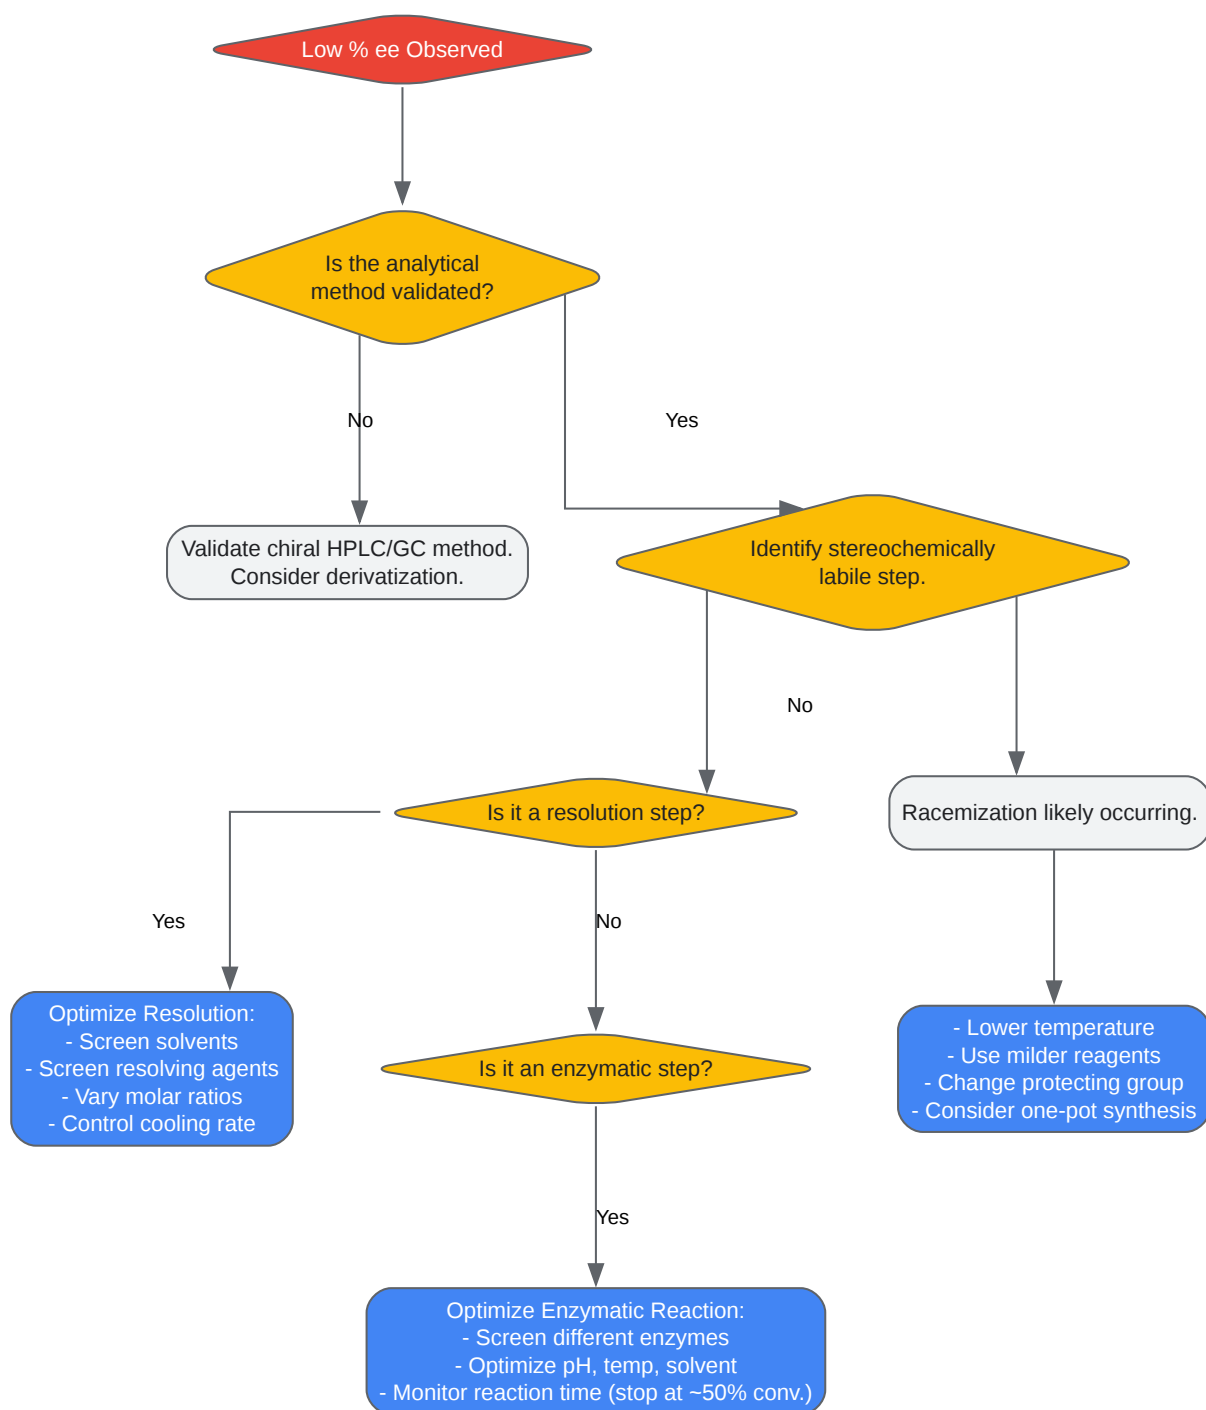 Low % ee Observed
Is the analytical
method validated?
No
Yes
Validate chiral HPLC/GC method.
Consider derivatization.
Identify stereochemically
labile step.
No
Is it a resolution step?
Racemization likely occurring.
Yes
No
Optimize Resolution:
- Screen solvents
- Screen resolving agents
- Vary molar ratios
- Control cooling rate
- Lower temperature
- Use milder reagents
- Change protecting group
- Consider one-pot synthesis
Is it an enzymatic step?
Yes
Optimize Enzymatic Reaction:
- Screen different enzymes
- Optimize pH, temp, solvent
- Monitor reaction time (stop at ~50% conv.)